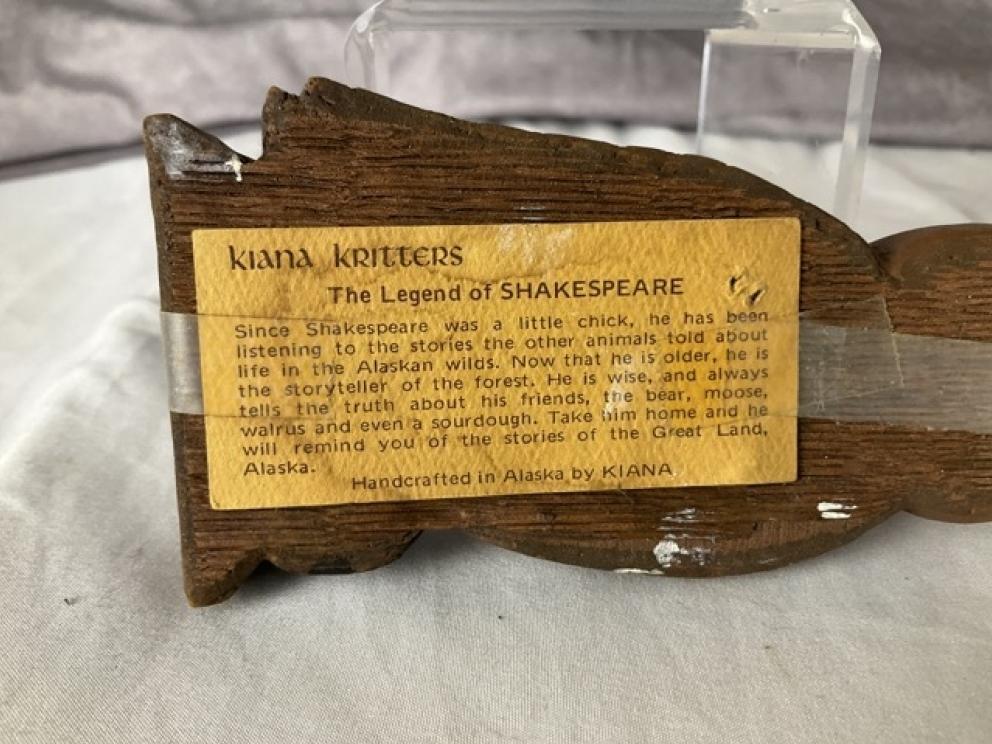 KIANA KRITTERS
The Legend of SHAKESPEARE
Since Shakespeare was a little chick, he has been
listening to the stories the other animals told about
life in the Alaskan wilds. Now that he is older, he is
the storyteller of the forest. He is wise, and always
tells the truth about his friends, the bear, moose,
walrus and even a sourdough. Take him home and he
will remind you of the stories of the Great Land,
Alaska.
Handcrafted in Alaska by KIANA